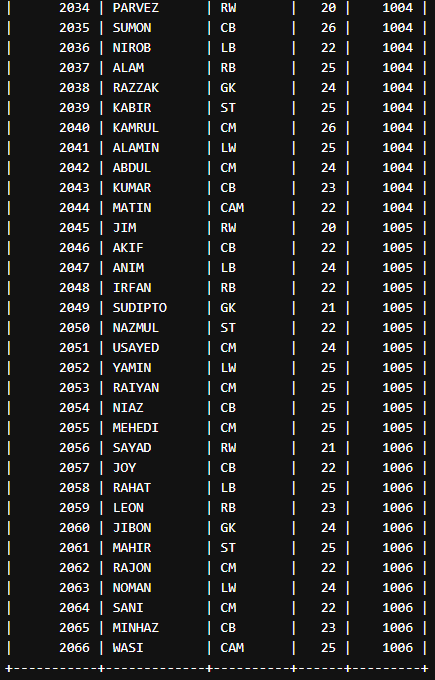 |      2034 | PARVEZ      | RW       |   20 |    1004 |
|      2035 | SUMON       | CB       |   26 |    1004 |
|      2036 | NIROB       | LB       |   22 |    1004 |
|      2037 | ALAM        | RB       |   25 |    1004 |
|      2038 | RAZZAK      | GK       |   24 |    1004 |
|      2039 | KABIR       | ST       |   25 |    1004 |
|      2040 | KAMRUL      | CM       |   26 |    1004 |
|      2041 | ALAMIN      | LW       |   25 |    1004 |
|      2042 | ABDUL       | CM       |   24 |    1004 |
|      2043 | KUMAR       | CB       |   23 |    1004 |
|      2044 | MATIN       | CAM      |   22 |    1004 |
|      2045 | JIM         | RW       |   20 |    1005 |
|      2046 | AKIF        | CB       |   22 |    1005 |
|      2047 | ANIM        | LB       |   24 |    1005 |
|      2048 | IRFAN       | RB       |   22 |    1005 |
|      2049 | SUDIPTO     | GK       |   21 |    1005 |
|      2050 | NAZMUL      | ST       |   22 |    1005 |
|      2051 | USAYED      | CM       |   24 |    1005 |
|      2052 | YAMIN       | LW       |   25 |    1005 |
|      2053 | RAIYAN      | CM       |   25 |    1005 |
|      2054 | NIAZ        | CB       |   25 |    1005 |
|      2055 | MEHEDI      | CM       |   25 |    1005 |
|      2056 | SAYAD       | RW       |   21 |    1006 |
|      2057 | JOY         | CB       |   22 |    1006 |
|      2058 | RAHAT       | LB       |   25 |    1006 |
|      2059 | LEON        | RB       |   23 |    1006 |
|      2060 | JIBON       | GK       |   24 |    1006 |
|      2061 | MAHIR       | ST       |   25 |    1006 |
|      2062 | RAJON       | CM       |   22 |    1006 |
|      2063 | NOMAN       | LW       |   24 |    1006 |
|      2064 | SANI        | CM       |   22 |    1006 |
|      2065 | MINHAZ      | CB       |   23 |    1006 |
|      2066 | WASI        | CAM      |   25 |    1006 |
+-----------+-------------+----------+------+---------+